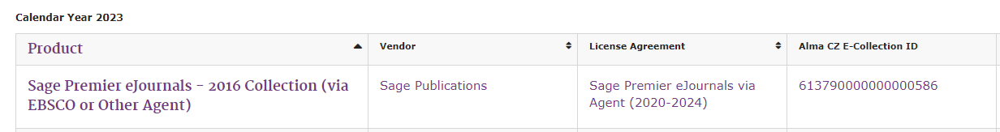 Calendar Year 2023
Product
Vendor
License Agreement
Alma CZ E-Collection ID
Sage Premier eJournals - 2016 Collection (via
EBSCO or Other Agent)
Sage Publications
Sage Premier eJournals via
Agent (2020-2024)
613790000000000586